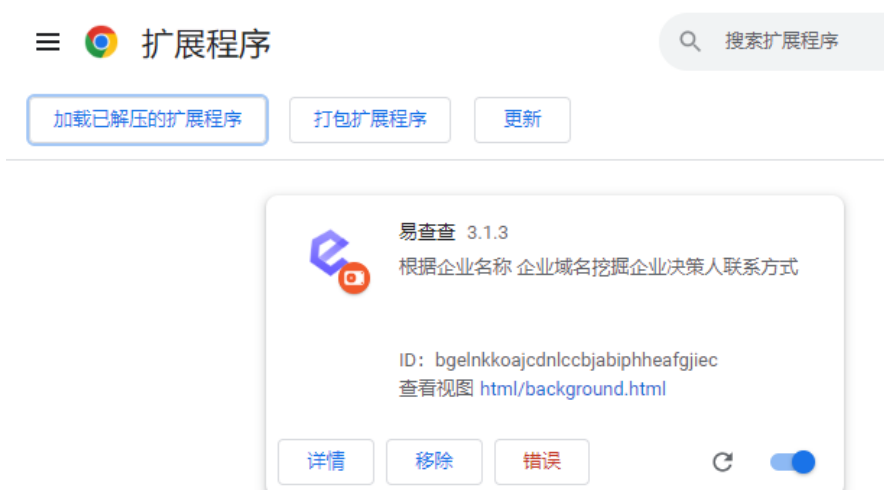 扩展程序
搜索扩展程序
加载已解压的扩展程序 打包扩展程序 更新
易查查 3.1.3
根据企业名称 企业域名挖掘企业决策人联系方式
ID：bgelnkkoajcdnlccbjabiphheafgjiec
查看视图 html/background.html
详情 移除 错误